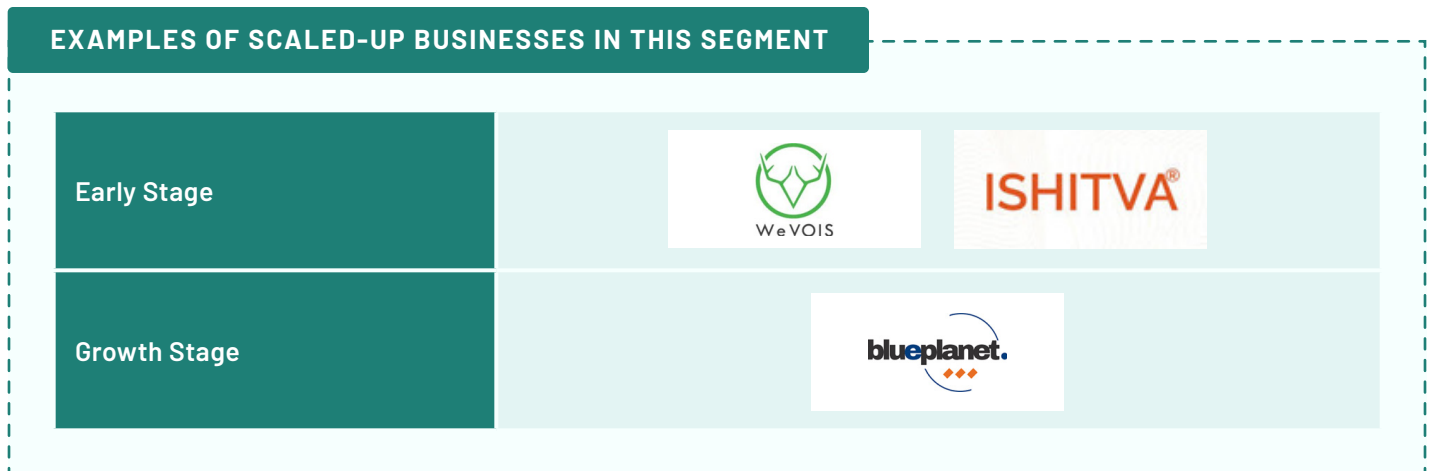 EXAMPLES OF SCALED-UP BUSINESSES IN THIS SEGMENT
Early Stage
WeVOIS
ISHITVA®
Growth Stage
blueplanet.